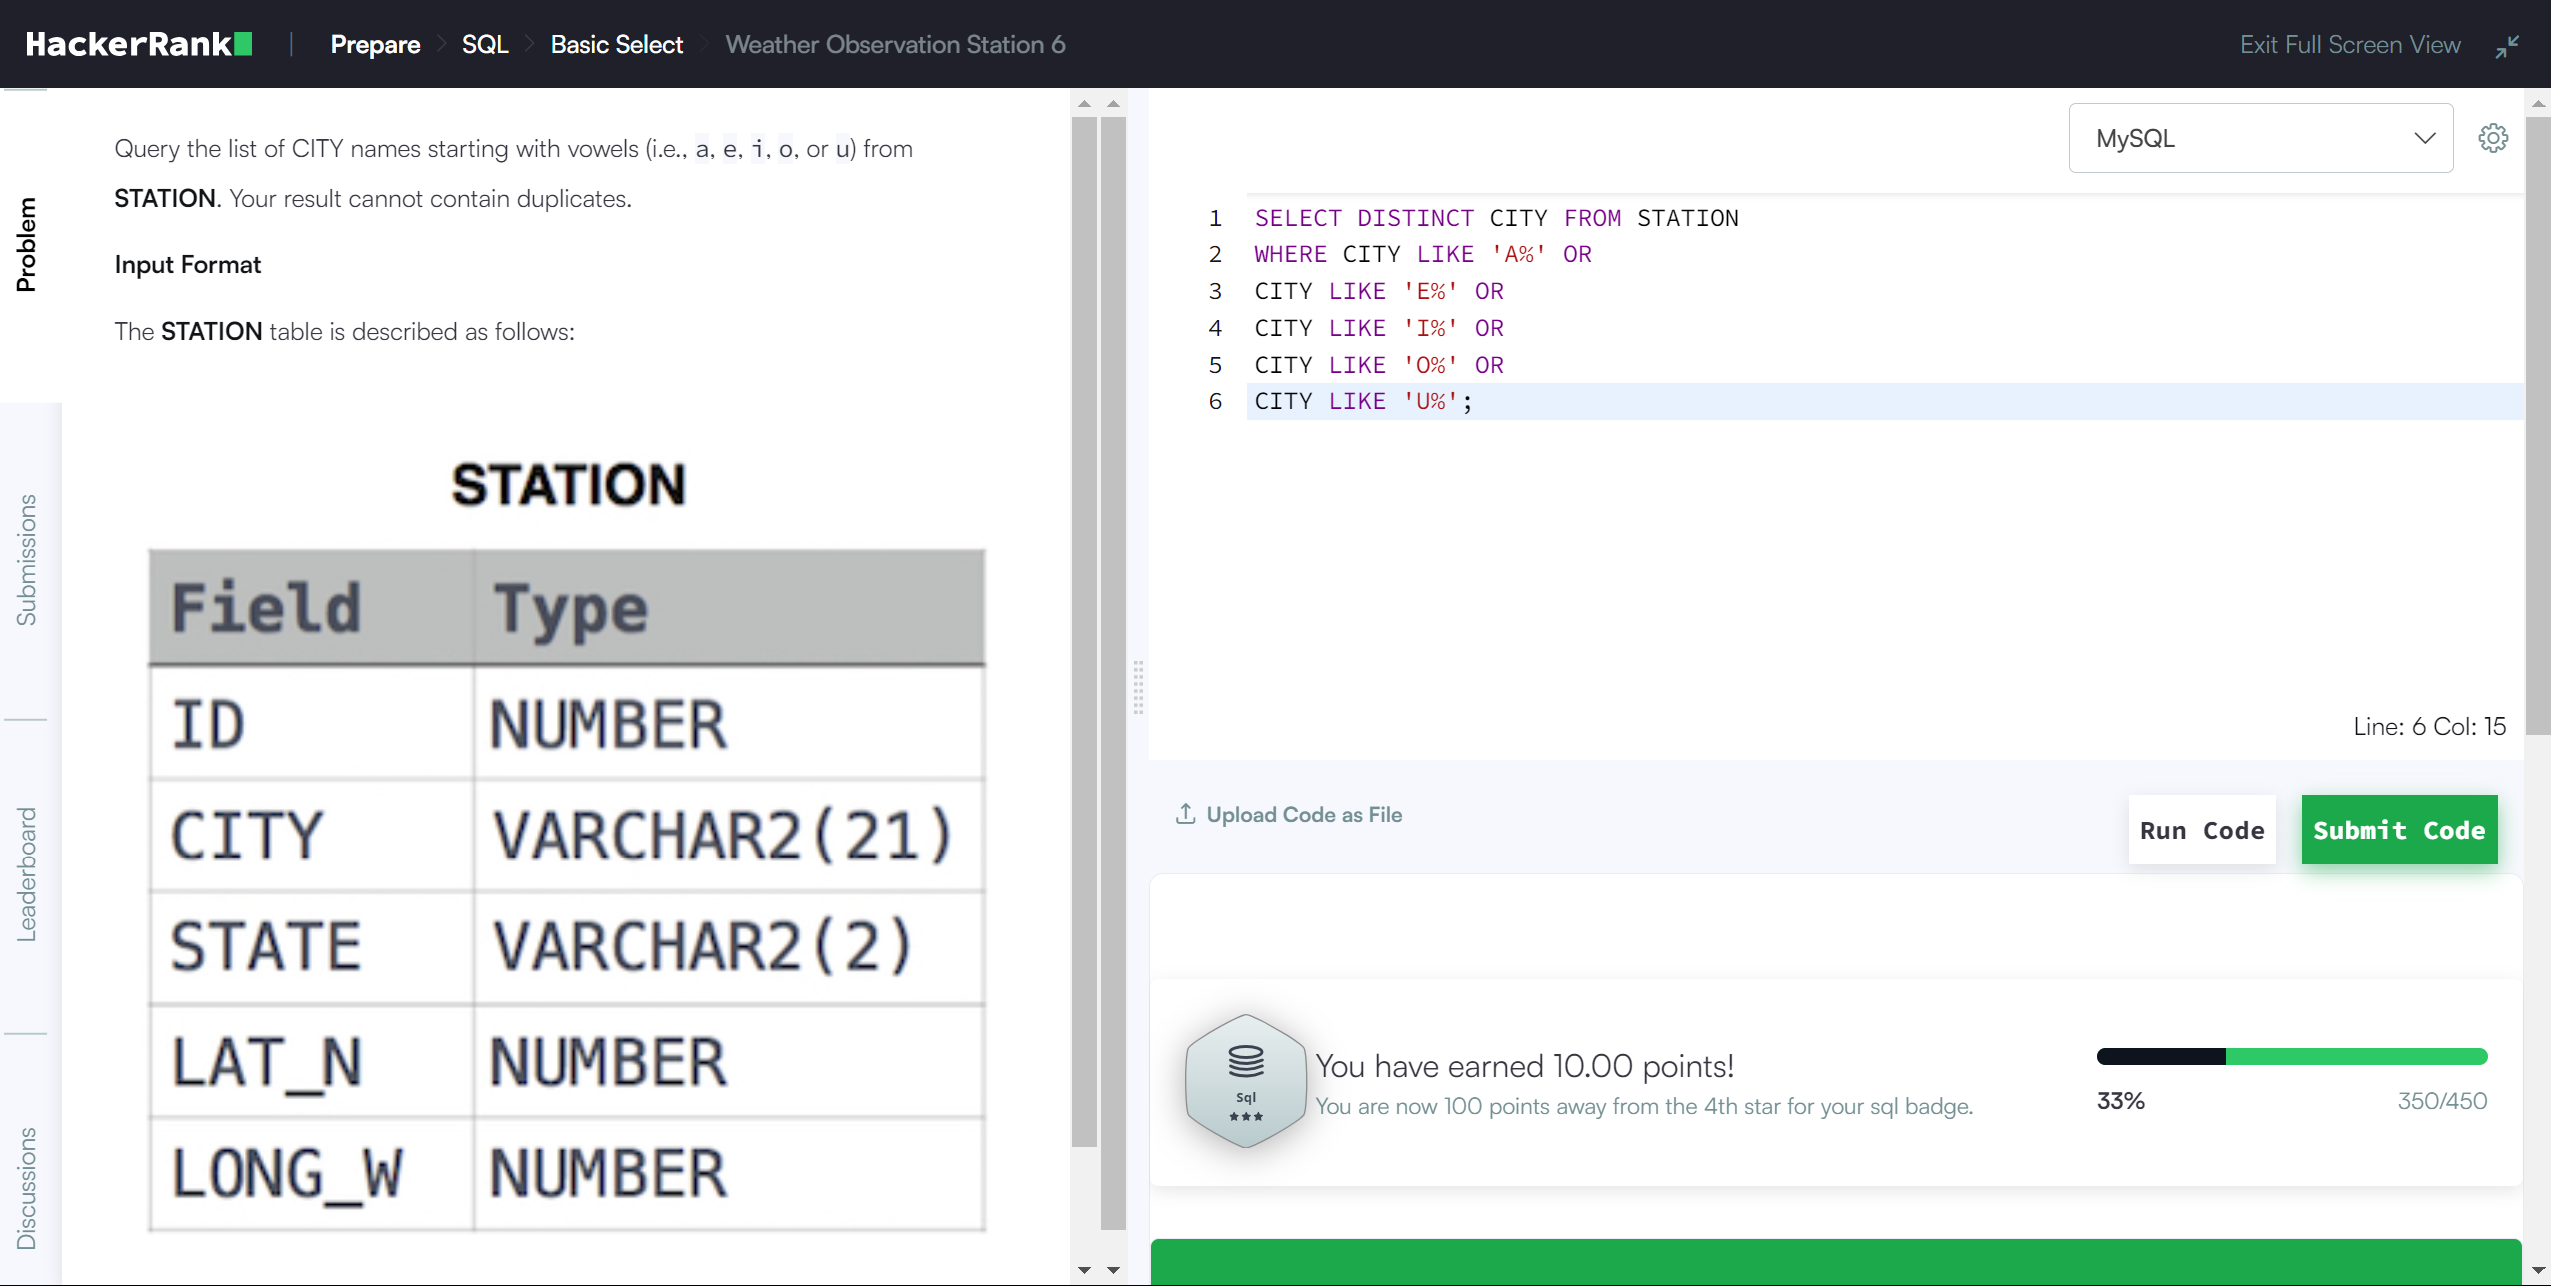 HackerRank
Prepare
SQL
Basic Select
Weather Observation Station 6
Exit Full Screen View
Problem
Submissions
Leaderboard
Discussions
Query the list of CITY names starting with vowels (i.e., a, e, i, o, or u) from
STATION. Your result cannot contain duplicates.
Input Format
The STATION table is described as follows:
STATION
Field Type
ID NUMBER
CITY VARCHAR2(21)
STATE VARCHAR2(2)
LAT_N NUMBER
LONG_W NUMBER
MySQL
1 SELECT DISTINCT CITY FROM STATION
2 WHERE CITY LIKE 'A%' OR
3 CITY LIKE 'E%' OR
4 CITY LIKE 'I%' OR
5 CITY LIKE 'O%' OR
6 CITY LIKE 'U%';
Line: 6 Col: 15
Upload Code as File
Run Code
Submit Code
Sql
You have earned 10.00 points!
You are now 100 points away from the 4th star for your sql badge.
33%
350/450